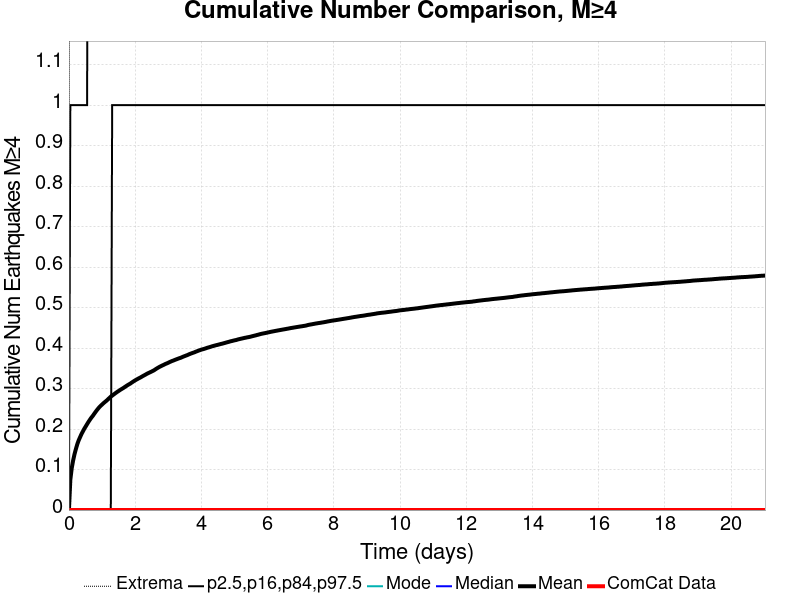 Cumulative Number Comparison, M≥4
Cumulative Num Earthquakes M≥4
1.1
1
0.9
0.8
0.7
0.6
0.5
0.4
0.3
0.2
0.1
0
0 2 4 6 8 10 12 14 16 18 20
Time (days)
Extrema p2.5,p16,p84,p97.5 Mode Median Mean ComCat Data